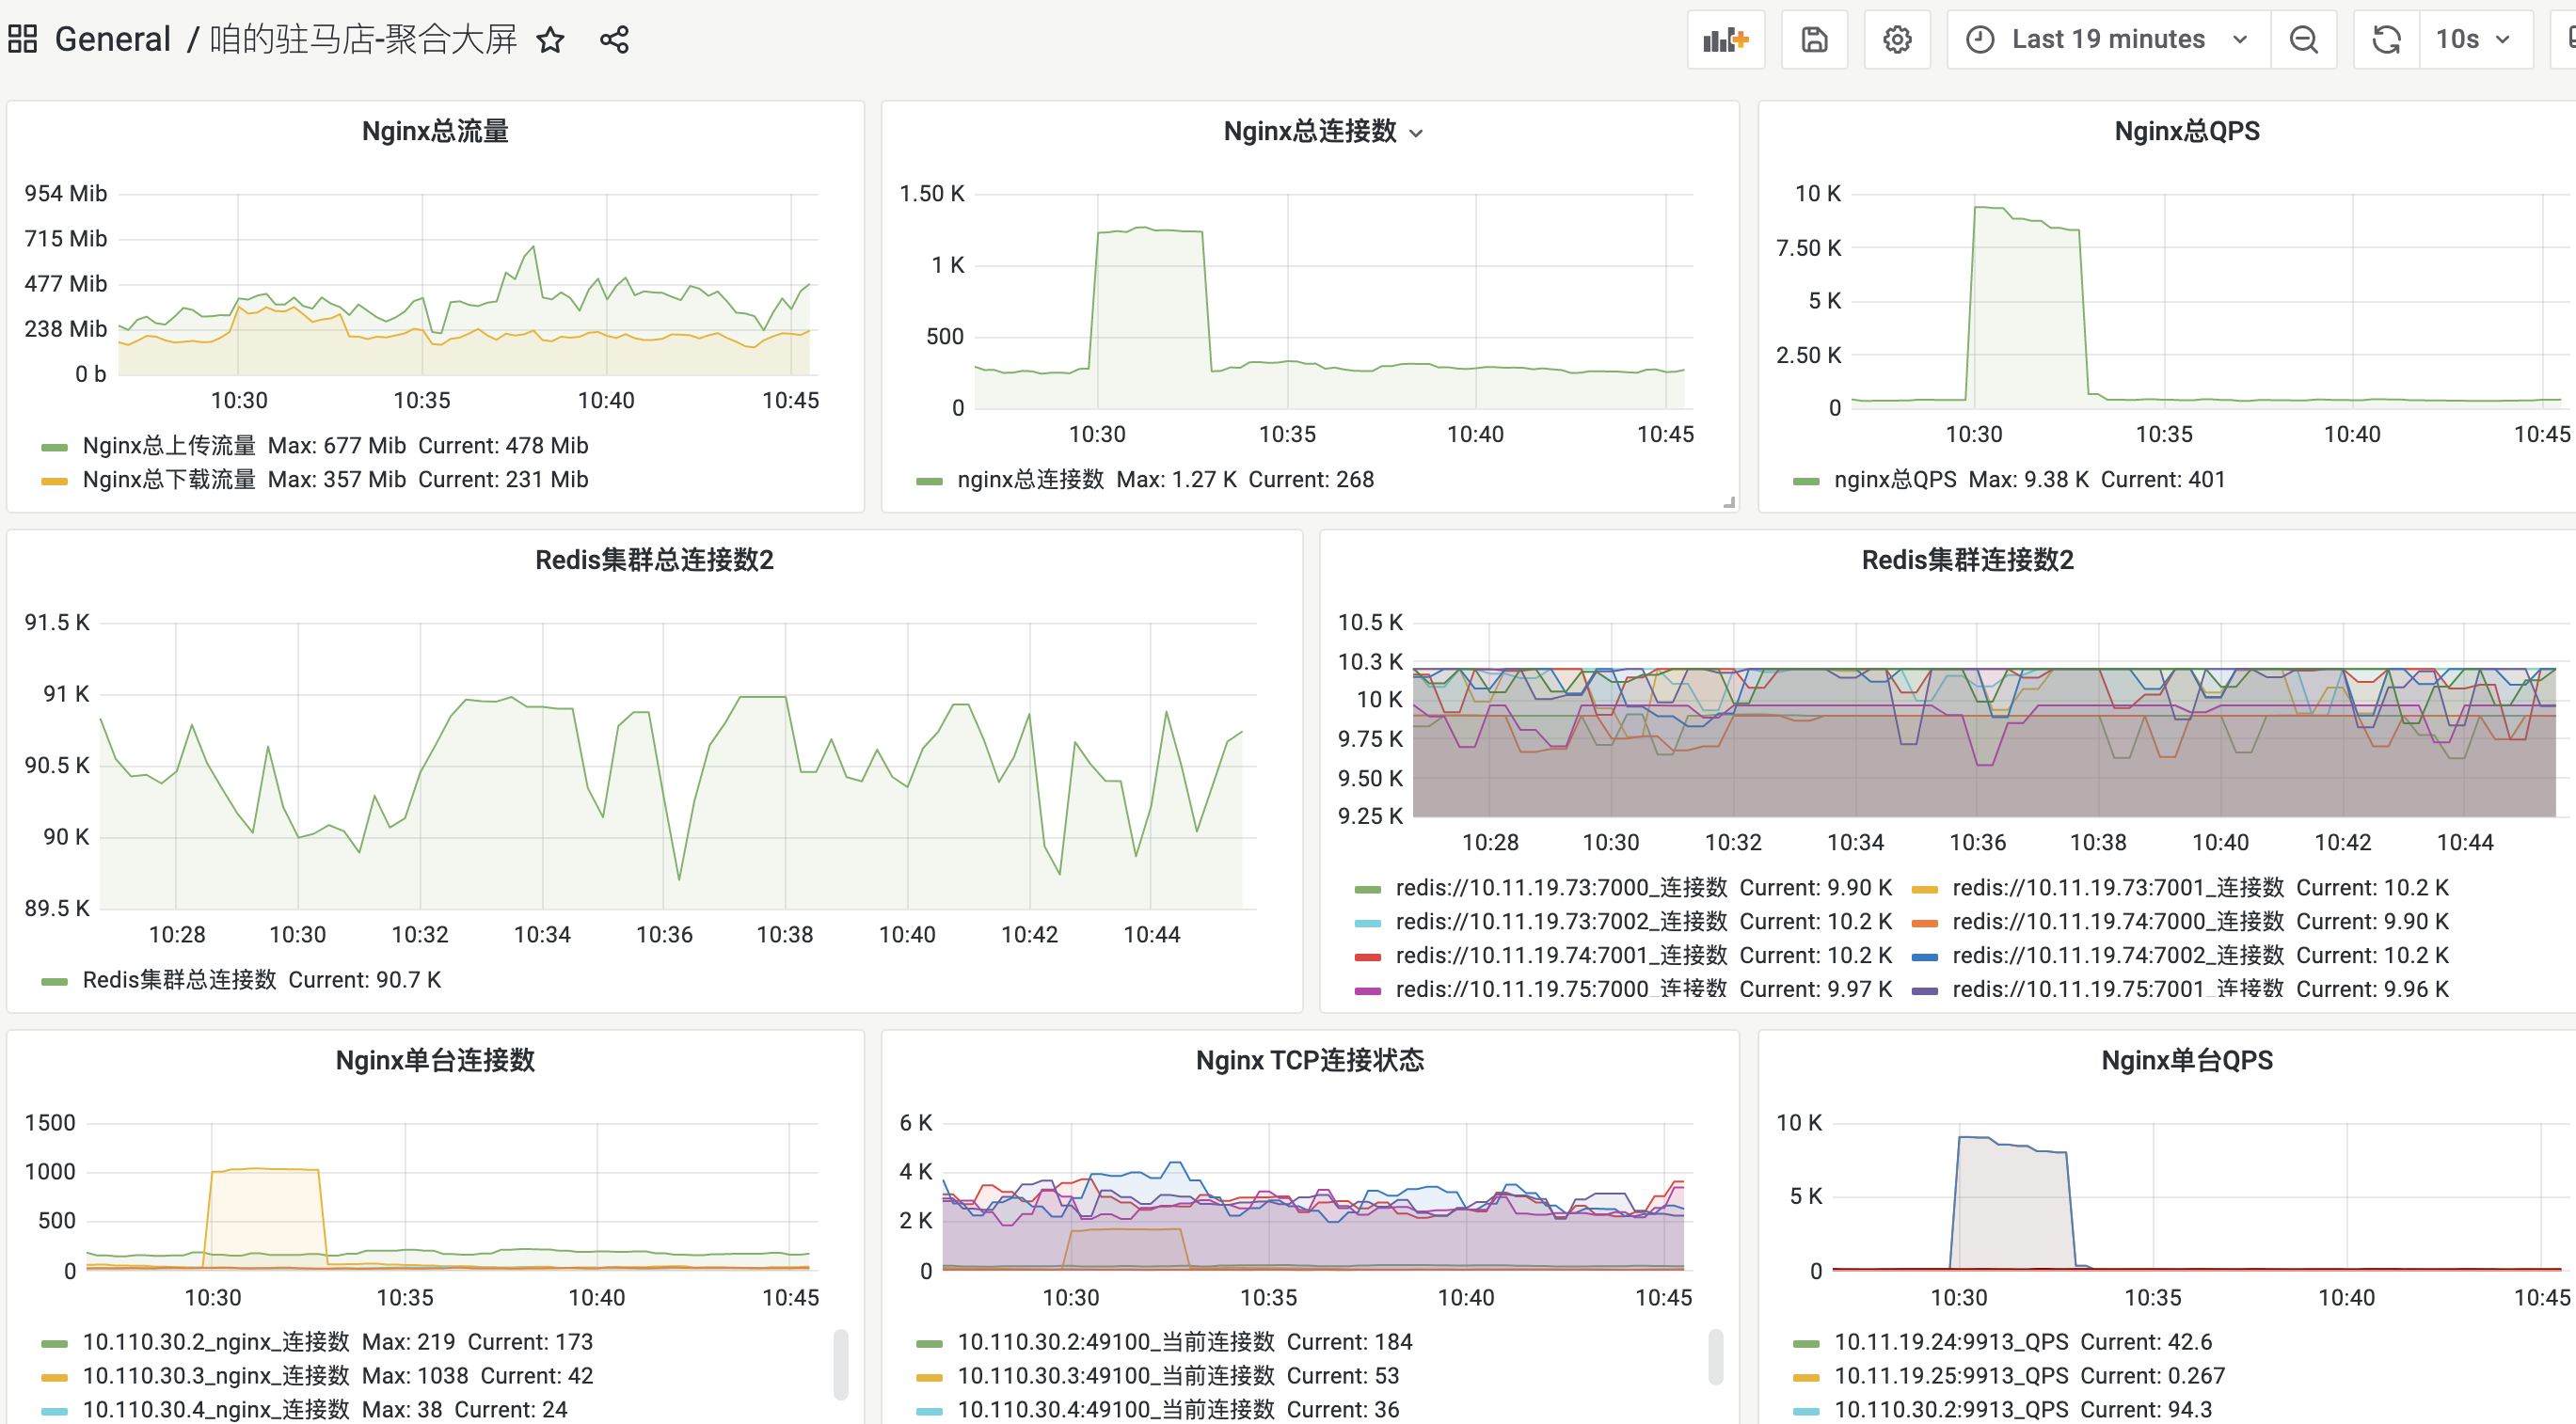 General / 咱的驻马店-聚合大屏
Last 19 minutes
10s
Nginx总流量
954 Mib
715 Mib
477 Mib
238 Mib
0 b
10:30 10:35 10:40 10:45
Nginx总上传流量 Max: 677 Mib Current: 478 Mib
Nginx总下载流量 Max: 357 Mib Current: 231 Mib
Nginx总连接数
1.50 K
1 K
500
0
10:30 10:35 10:40 10:45
nginx总连接数 Max: 1.27 K Current: 268
Nginx总QPS
10 K
7.50 K
5 K
2.50 K
0
10:30 10:35 10:40 10:45
nginx总QPS Max: 9.38 K Current: 401
Redis集群总连接数2
91.5 K
91 K
90.5 K
90 K
89.5 K
10:28 10:30 10:32 10:34 10:36 10:38 10:40 10:42 10:44
Redis集群总连接数 Current: 90.7 K
Redis集群连接数2
10.5 K
10.3 K
10 K
9.75 K
9.50 K
9.25 K
10:28 10:30 10:32 10:34 10:36 10:38 10:40 10:42 10:44
redis://10.11.19.73:7000_连接数 Current: 9.90 K redis://10.11.19.73:7001_连接数 Current: 10.2 K
redis://10.11.19.73:7002_连接数 Current: 10.2 K redis://10.11.19.74:7000_连接数 Current: 9.90 K
redis://10.11.19.74:7001_连接数 Current: 10.2 K redis://10.11.19.74:7002_连接数 Current: 10.2 K
redis://10.11.19.75:7000_连接数 Current: 9.97 K redis://10.11.19.75:7001_连接数 Current: 9.96 K
Nginx单台连接数
1500
1000
500
0
10:30 10:35 10:40 10:45
10.110.30.2_nginx_连接数 Max: 219 Current: 173
10.110.30.3_nginx_连接数 Max: 1038 Current: 42
10.110.30.4_nginx_连接数 Max: 38 Current: 24
Nginx TCP连接状态
6 K
4 K
2 K
0
10:30 10:35 10:40 10:45
10.110.30.2:49100_当前连接数 Current: 184
10.110.30.3:49100_当前连接数 Current: 53
10.110.30.4:49100_当前连接数 Current: 36
Nginx单台QPS
10 K
5 K
0
10:30 10:35 10:40 10:45
10.11.19.24:9913_QPS Current: 42.6
10.11.19.25:9913_QPS Current: 0.267
10.110.30.2:9913_QPS Current: 94.3